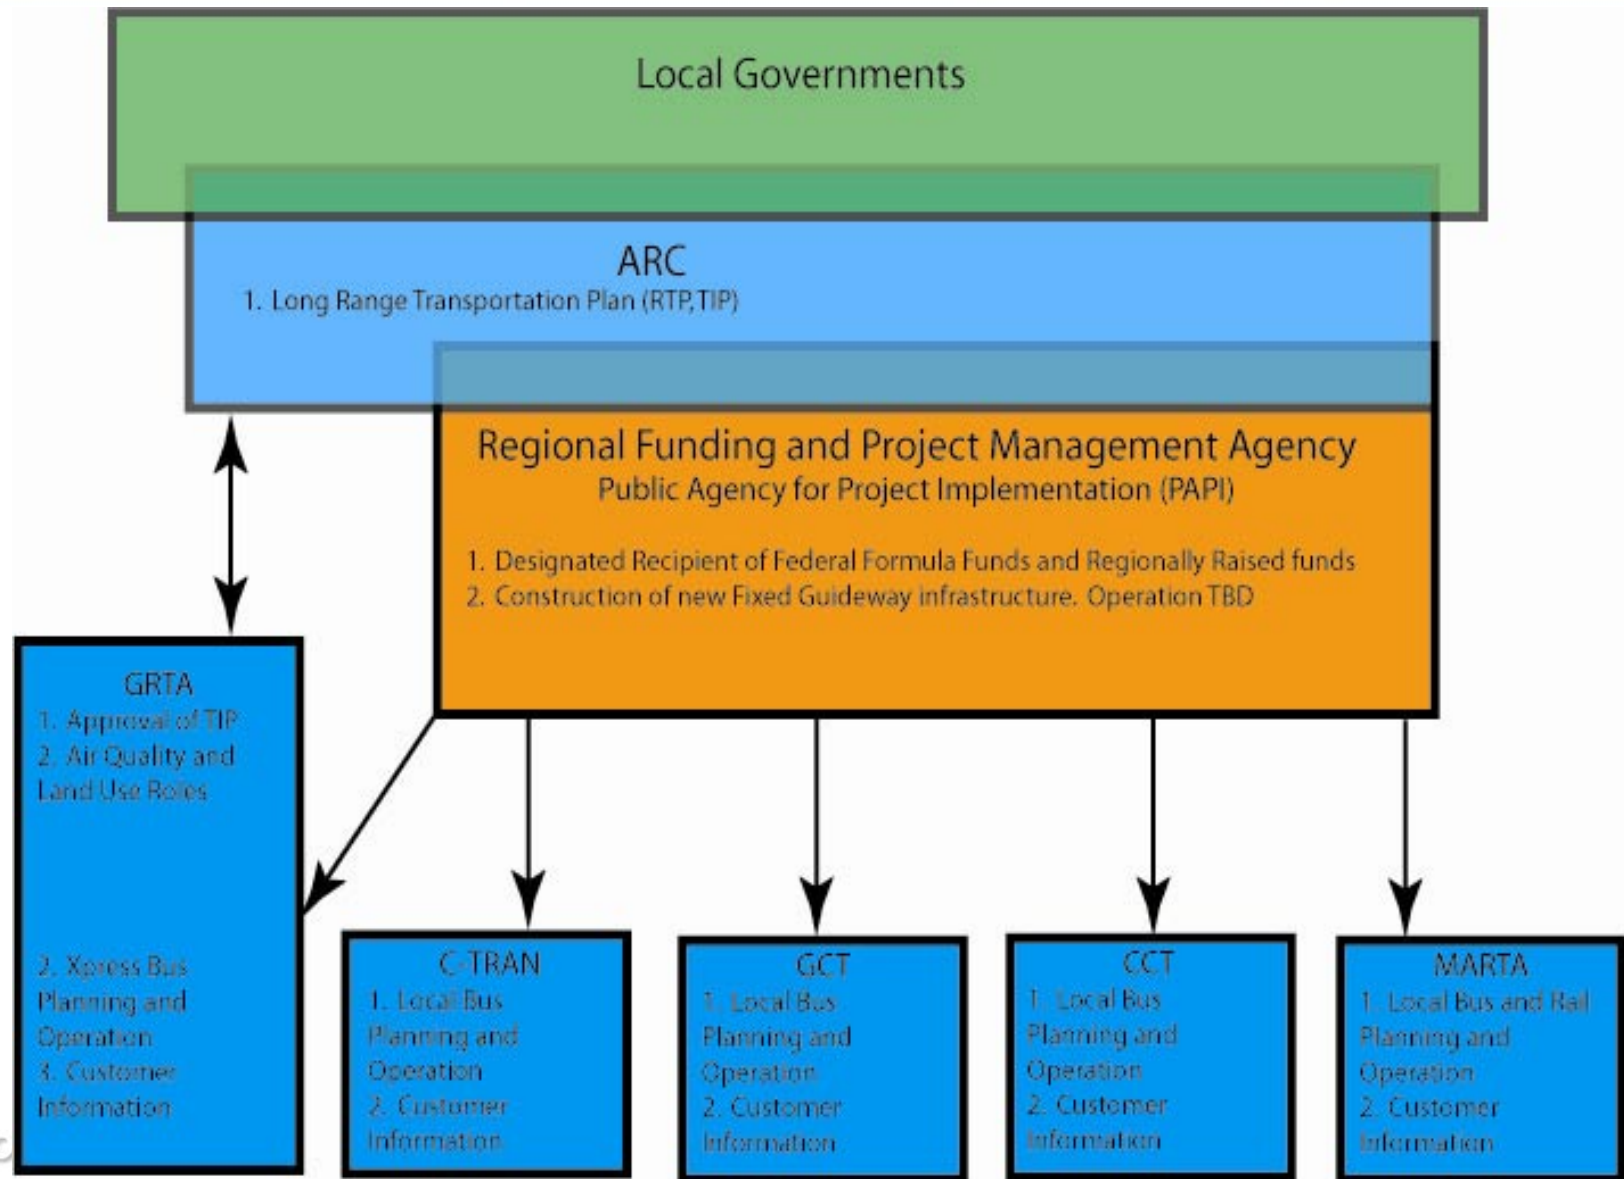 Local Governments
ARC
1. Long Range Transportation Plan (RTP, TIP)
Regional Funding and Project Management Agency
Public Agency for Project Implementation (PAPI)
1. Designated Recipient of Federal Formula Funds and Regionally Raised funds
2. Construction of new Fixed Guideway infrastructure. Operation TBD
GRTA
1. Approval of TIP
2. Air Quality and
Land Use Roles
2. Xpress Bus
Planning and
Operation
3. Customer
Information
C-TRAN
1. Local Bus
Planning and
Operation
2. Customer
Information
GCT
1. Local Bus
Planning and
Operation
2. Customer
Information
CCT
1. Local Bus
Planning and
Operation
2. Customer
Information
MARTA
1. Local Bus and Rail
Planning and
Operation
2. Customer
Information